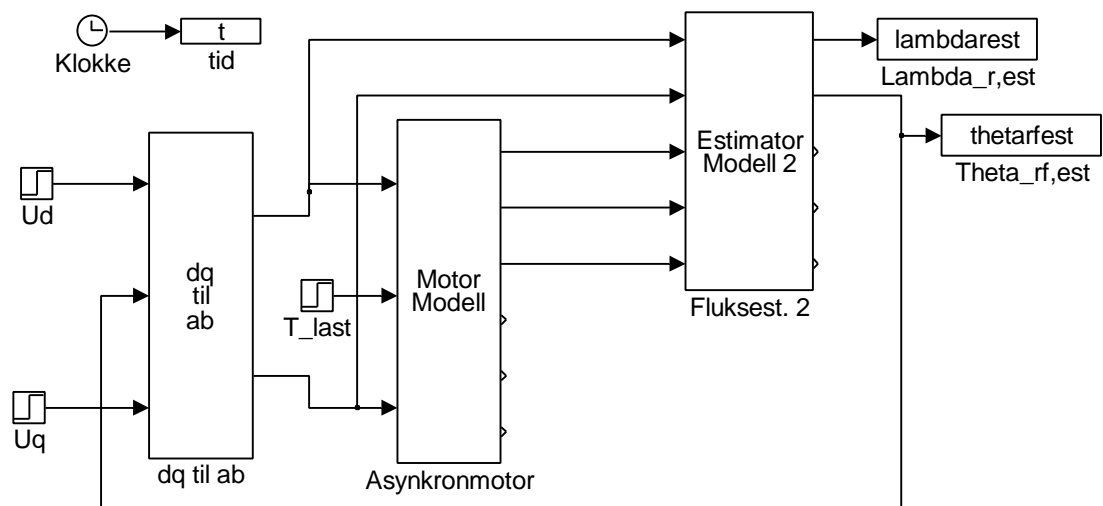 t
Klokke
tid
lambdarest
Lambda_r,est
thetarfest
Theta_rf,est
Estimator
Modell 2
Fluksest. 2
Ud
dq
til
ab
Motor
Modell
T_last
Uq
dq til ab
Asynkronmotor